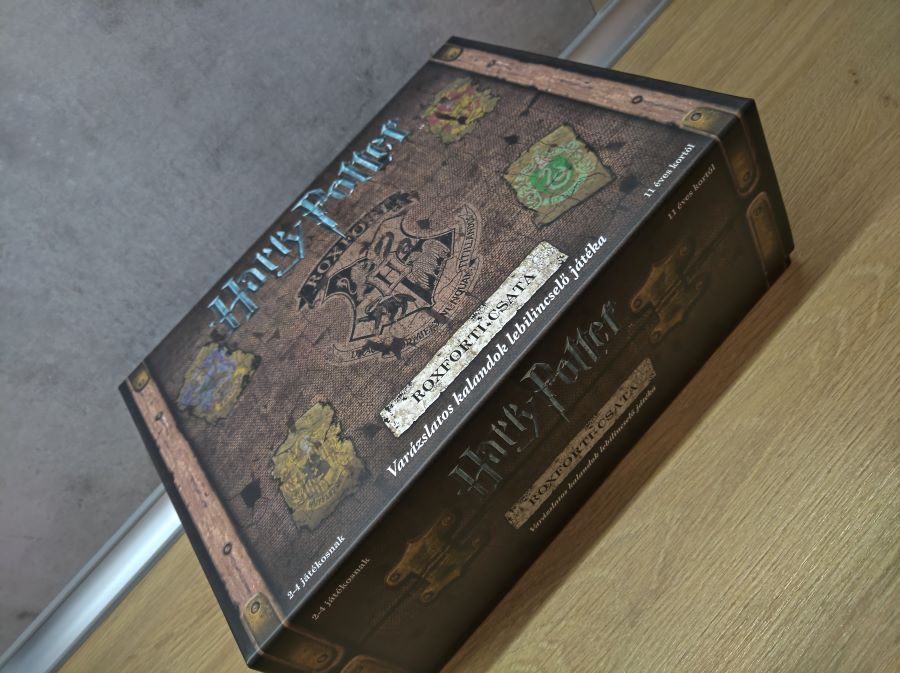 Harry Potter
ROXFORT
ROXFORTI CSATA
Varázslatos kalandok lebilincselő játéka
2-4 játékosnak
11 éves kortól
Harry Potter
ROXFORTI CSATA
Varázslatos kalandok lebilincselő játéka
2-4 játékosnak
11 éves kortól